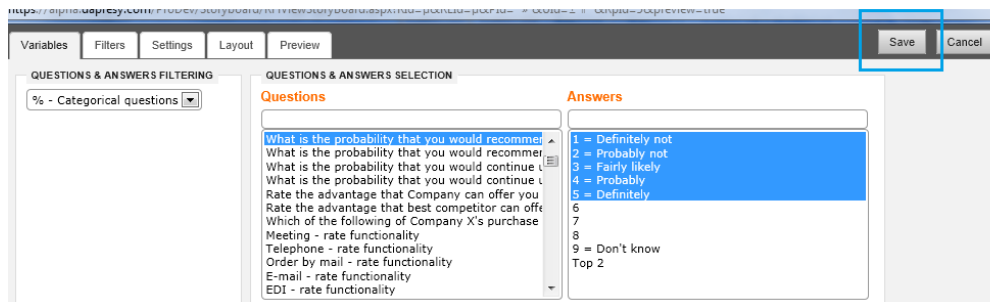 Variables Filters Settings Layout Preview Save Cancel
QUESTIONS & ANSWERS FILTERING
% - Categorical questions
QUESTIONS & ANSWERS SELECTION
Questions
What is the probability that you would recommer
What is the probability that you would recommer
What is the probability that you would continue u
What is the probability that you would continue u
Rate the advantage that Company can offer you
Rate the advantage that best competitor can offe
Which of the following of Company X's purchase
Meeting - rate functionality
Telephone - rate functionality
Order by mail - rate functionality
E-mail - rate functionality
EDI - rate functionality
Answers
1 = Definitely not
2 = Probably not
3 = Fairly likely
4 = Probably
5 = Definitely
6
7
8
9 = Don't know
Top 2